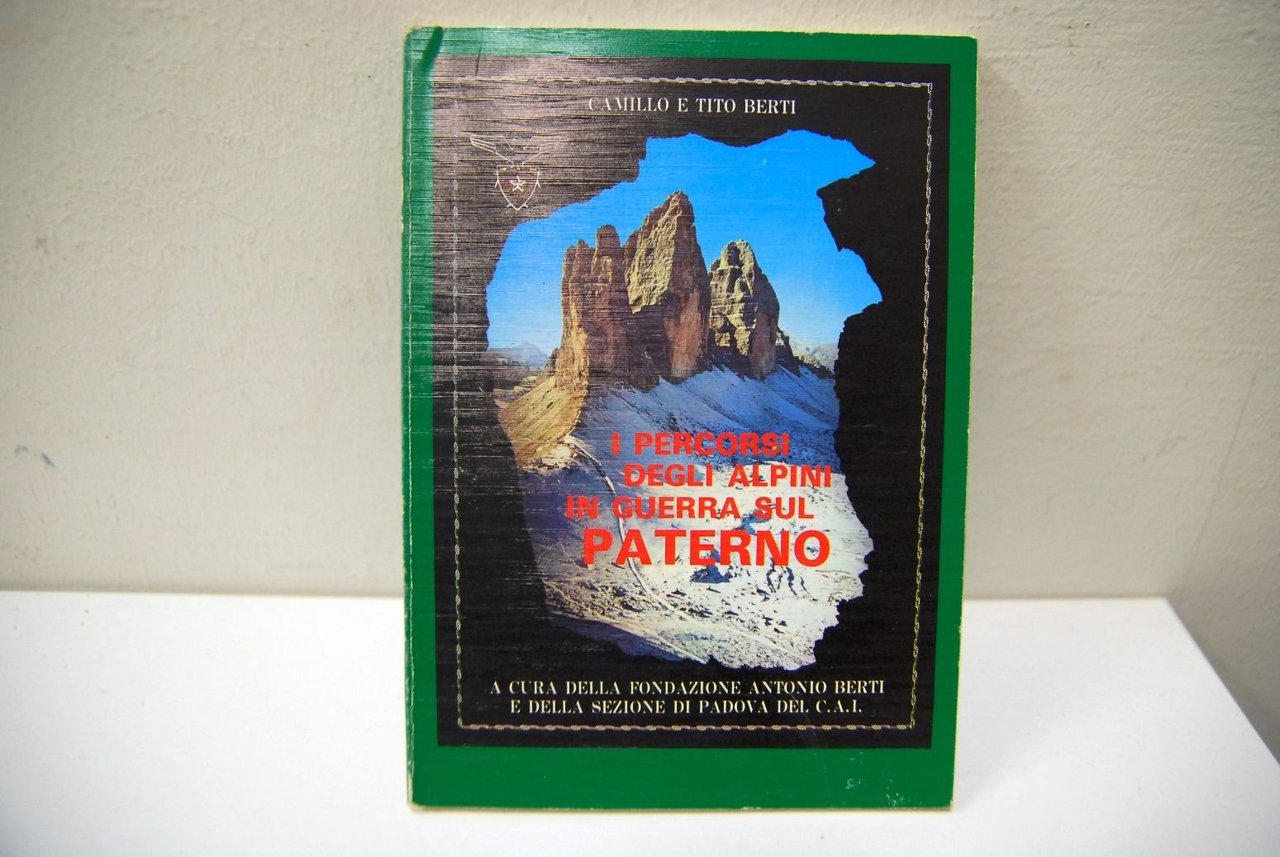 CAMILLO E TITO BERTI
I PERCORSI
DEGLI ALPINI
IN GUERRA SUL
PATERNO
A CURA DELLA FONDAZIONE ANTONIO BERTI
E DELLA SEZIONE DI PADOVA DEL C.A.I.